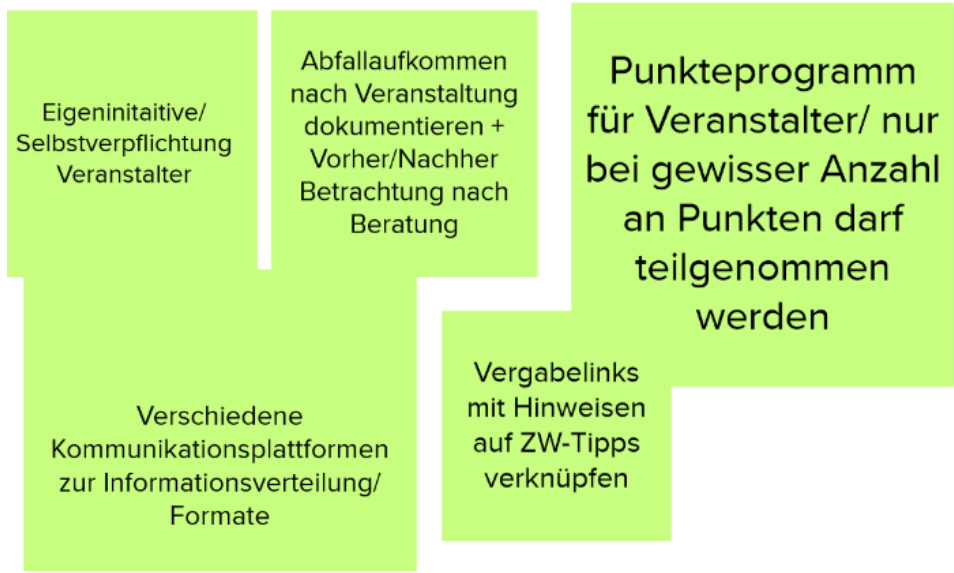 Eigeninitaitive/
Selbstverpflichtung
Veranstalter
Abfallaufkommen
nach Veranstaltung
dokumentieren +
Vorher/Nachher
Betrachtung nach
Beratung
Punkteprogramm
für Veranstalter/ nur
bei gewisser Anzahl
an Punkten darf
teilgenommen
werden
Verschiedene
Kommunikationsplattformen
zur Informationsverteilung/
Formate
Vergabelinks
mit Hinweisen
auf ZW-Tipps
verknüpfen